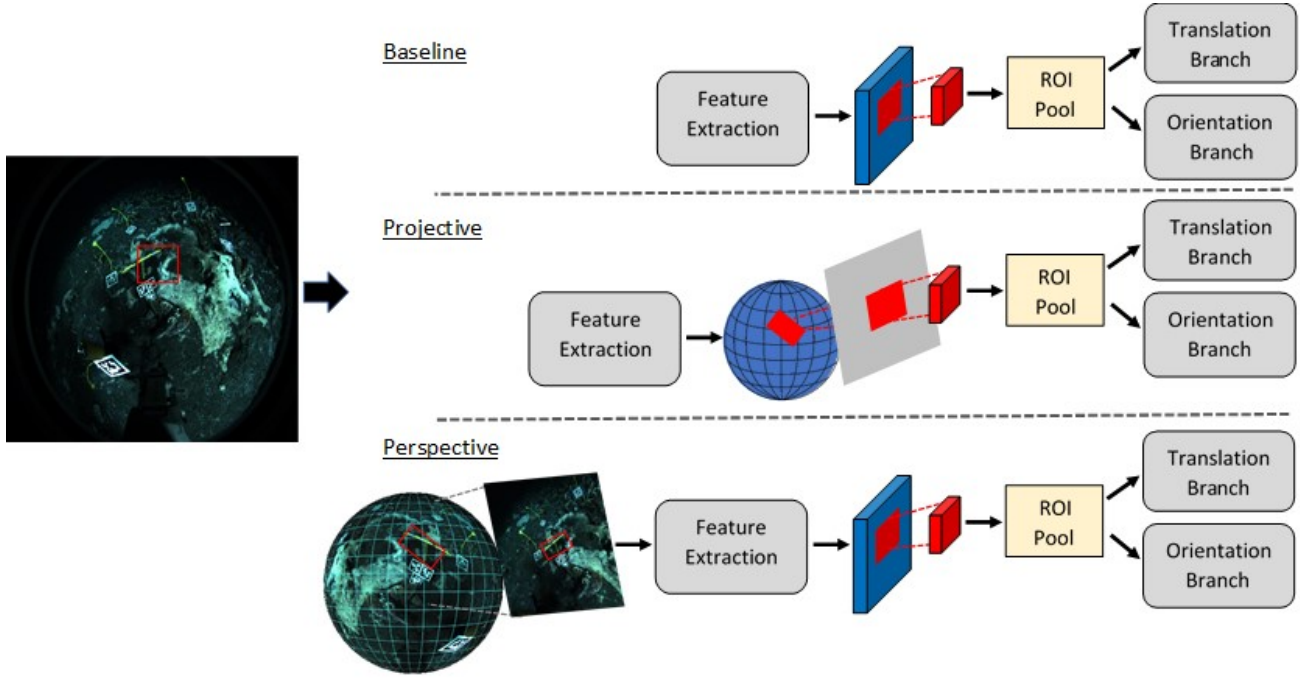 Baseline
Feature
Extraction
ROI
Pool
Translation
Branch
Orientation
Branch
Projective
Feature
Extraction
ROI
Pool
Translation
Branch
Orientation
Branch
Perspective
Feature
Extraction
ROI
Pool
Translation
Branch
Orientation
Branch